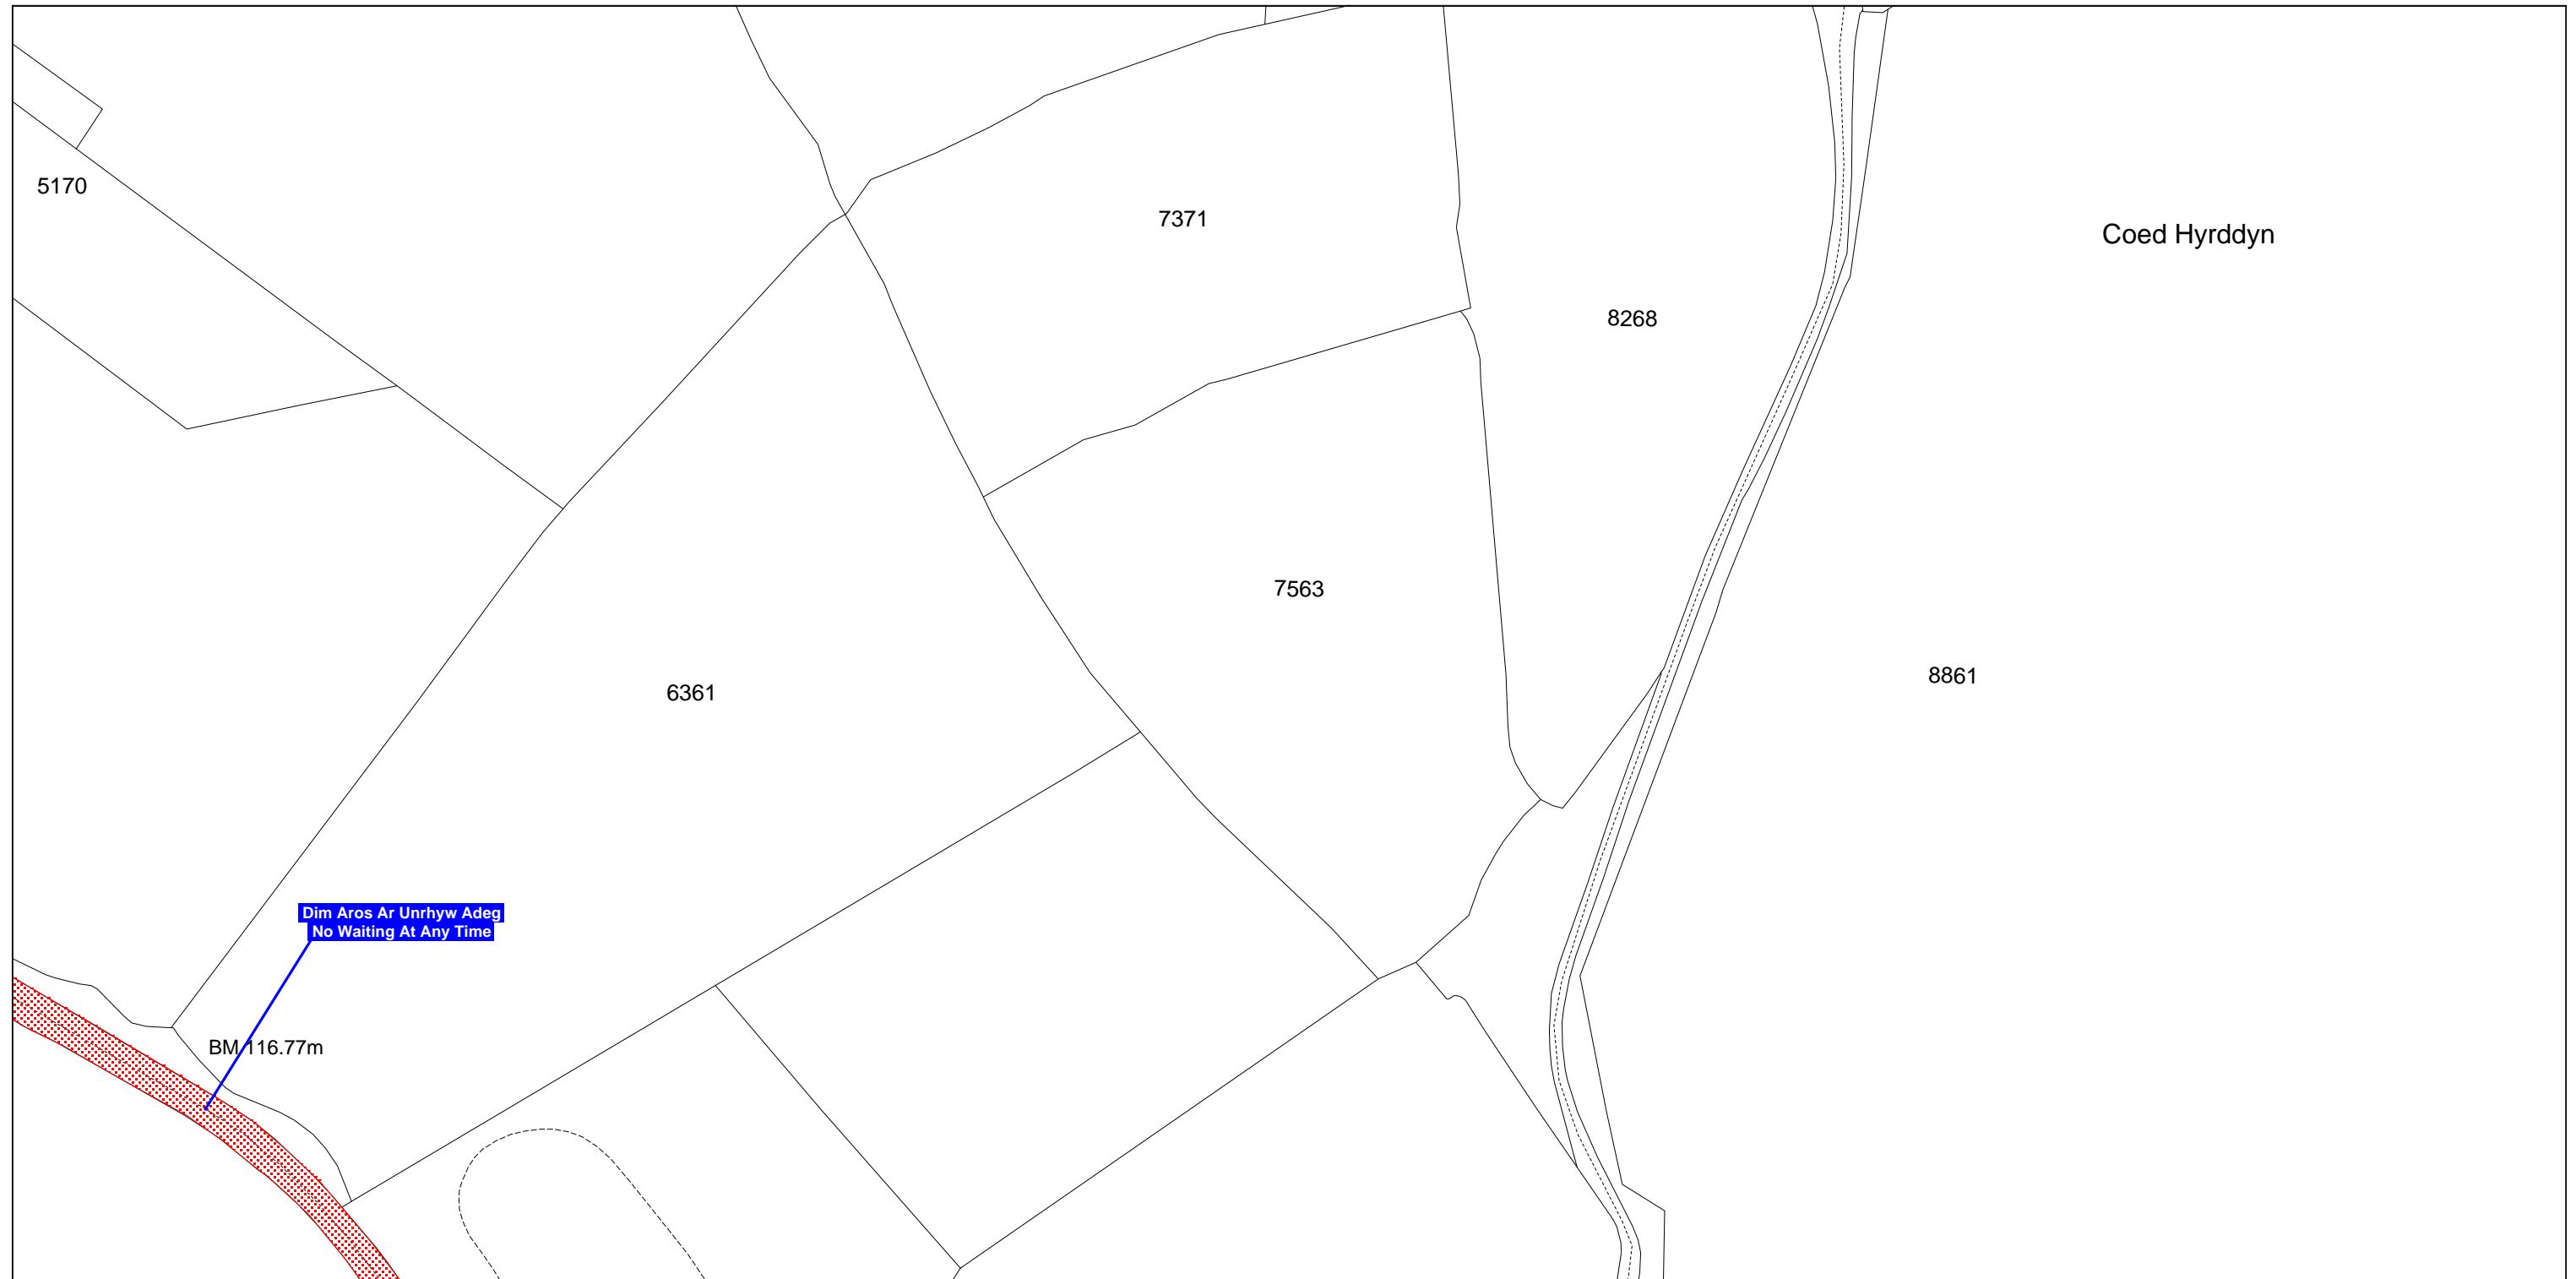 5170
7371
Coed Hyrddyn
8268
7563
8861
6361
Dim Aros Ar Unrhyw Adeg
No Waiting At Any Time
BM 116.77m